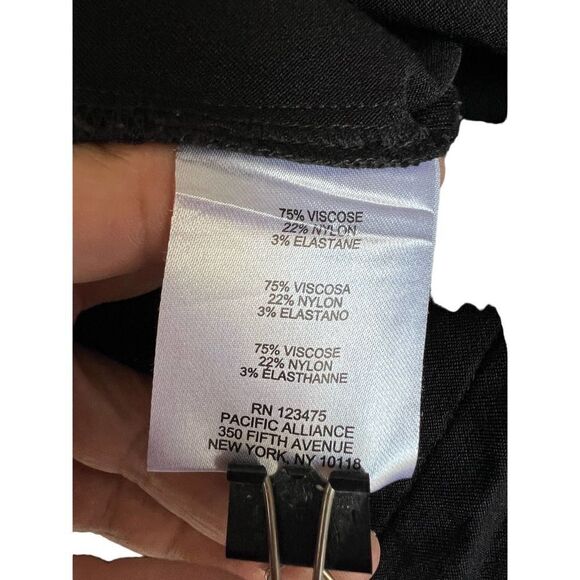 75% VISCOSE
22% NYLON
3% ELASTANE
75% VISCOSA
22% NYLON
3% ELASTANO
75% VISCOSE
22% NYLON
3% ÉLASTHANNE
RN 123475
PACIFIC ALLIANCE
350 FIFTH AVENUE
NEW YORK, NY 10118